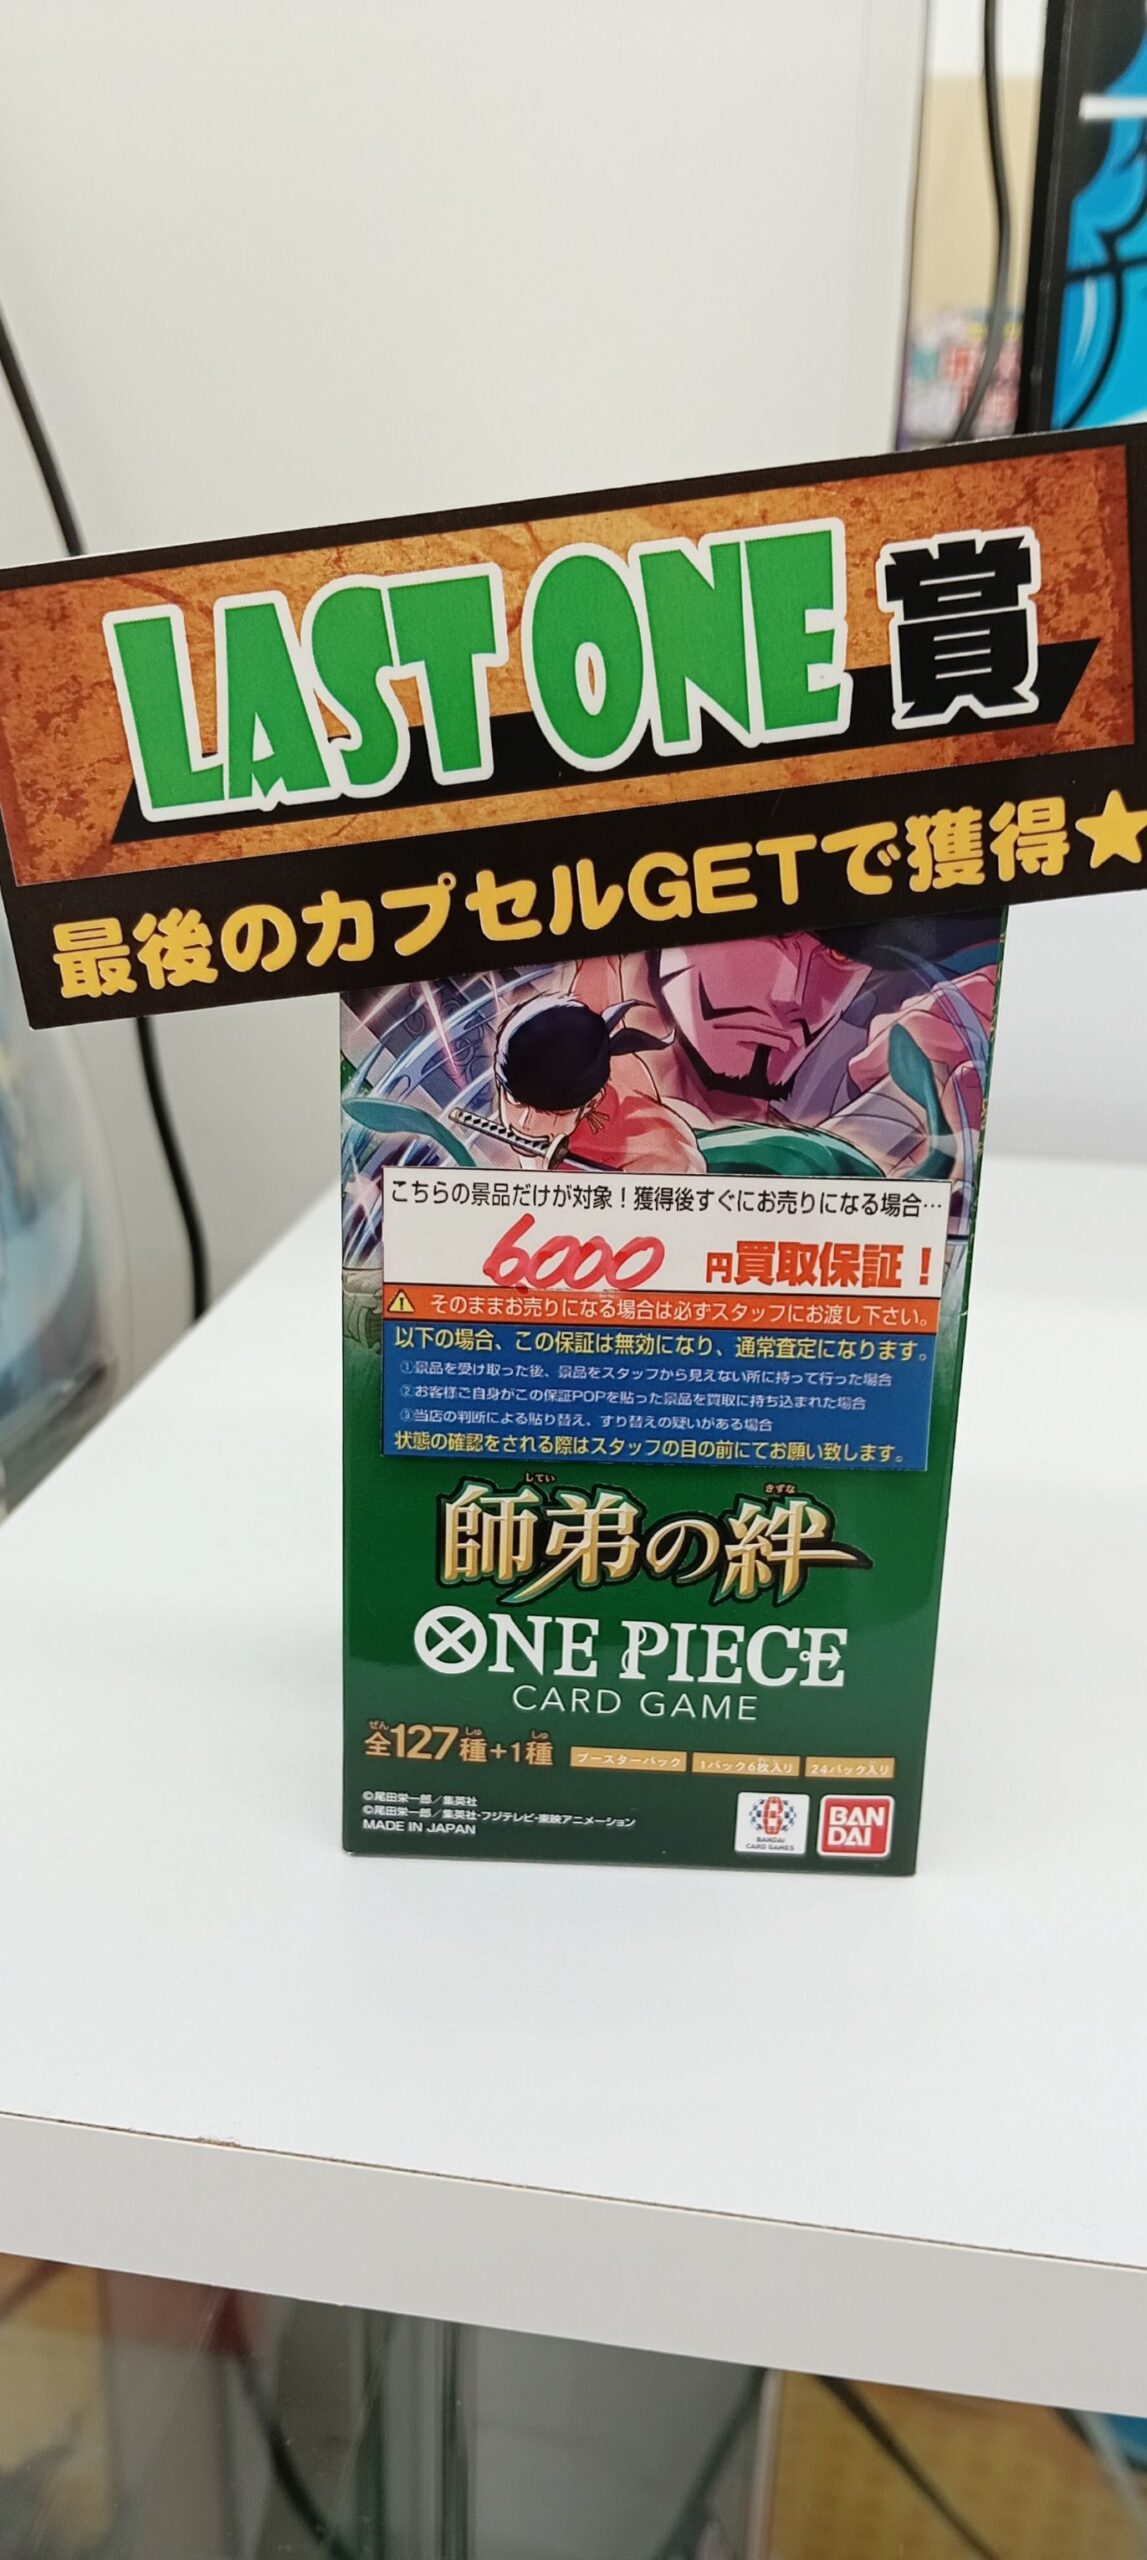 LAST ONE 賞
最後のカプセルGETで獲得★
こちらの景品だけが対象！獲得後すぐにお売りになる場合…
6000 円買取保証！
そのままお売りになる場合は必ずスタッフにお渡し下さい。
以下の場合、この保証は無効になり、通常査定になります。
①景品を受け取った後、景品をスタッフから見えない所に持って行った場合
②お客様ご自身がこの保証POPを貼った景品を買取に持ち込まれた場合
③当店の判断による貼り替え、すり替えの疑いがある場合
状態の確認をされる際はスタッフの目の前にてお願い致します。
してい きずな
師弟の絆
ONE PIECE
CARD GAME
ぜん しゅ しゅ
全127種+1種
ブースターパック 1パック6枚入り 24パック入り
©尾田栄一郎／集英社
©尾田栄一郎／集英社・フジテレビ・東映アニメーション
MADE IN JAPAN
BANDAI
CARD GAMES
BAN
DAI